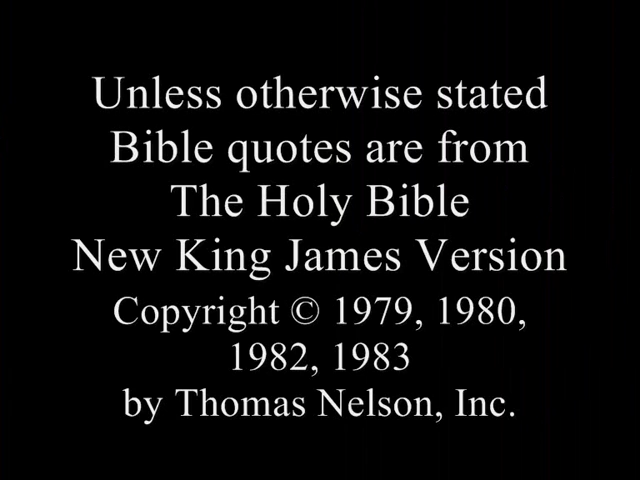 Unless otherwise stated
Bible quotes are from
The Holy Bible
New King James Version
Copyright © 1979, 1980,
1982, 1983
by Thomas Nelson, Inc.